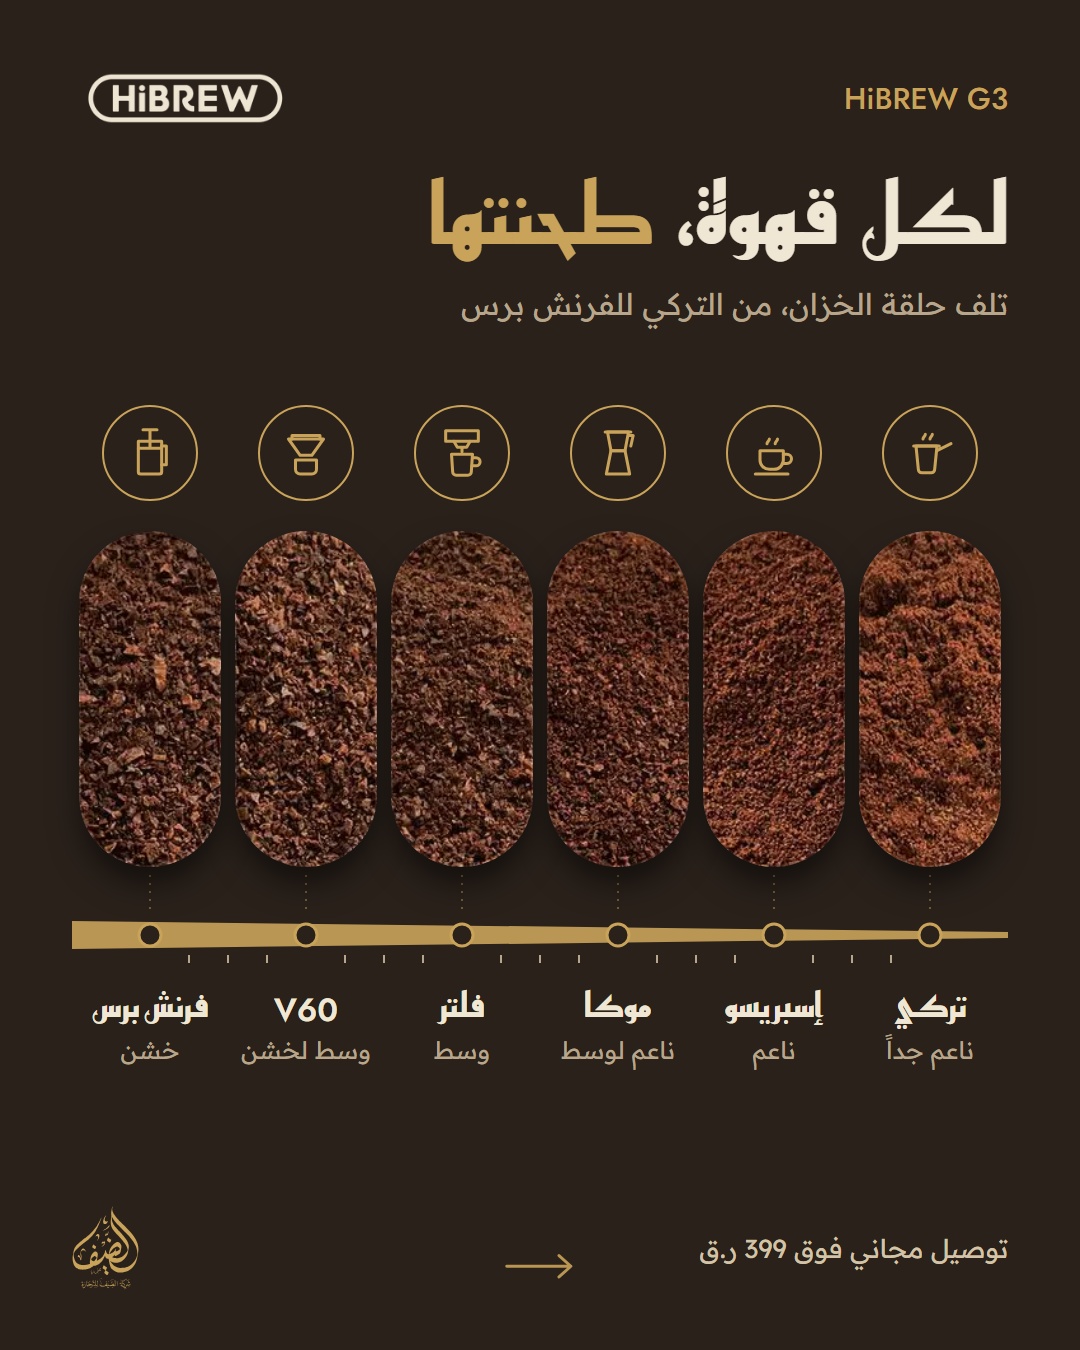 HiBREW
HiBREW G3
لكل قهوة، طحنتها
تلف حلقة الخزان، من التركي للفرنش برس
تركي
ناعم جداً
إسبريسو
ناعم
موكا
ناعم لوسط
فلتر
وسط
V60
وسط لخشن
فرنش برس
خشن
توصيل مجاني فوق 399 ر.ق
الضيف